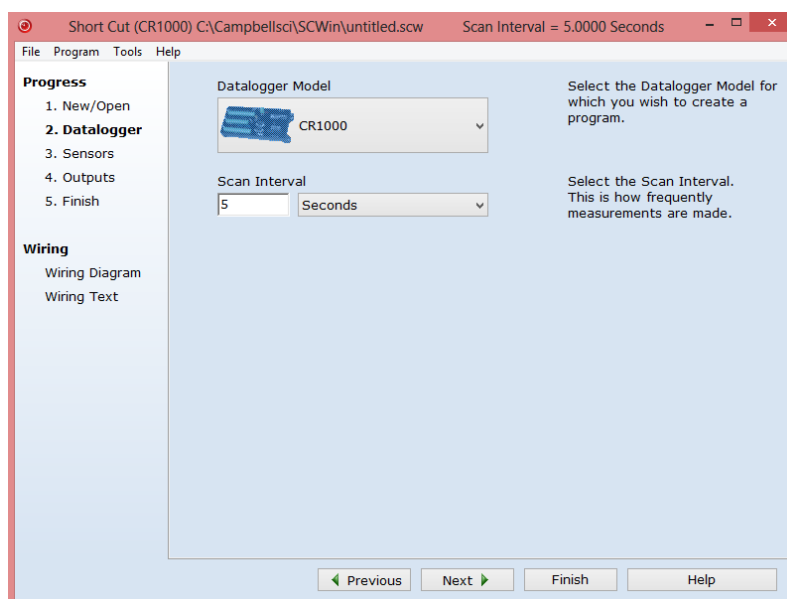 Short Cut (CR1000) C:\Campbellsci\SCWin\untitled.scw Scan Interval = 5.0000 Seconds
File Program Tools Help
Progress
1. New/Open
2. Datalogger
3. Sensors
4. Outputs
5. Finish
Wiring
Wiring Diagram
Wiring Text
Datalogger Model
CR1000
Select the Datalogger Model for
which you wish to create a
program.
Scan Interval
5 Seconds
Select the Scan Interval.
This is how frequently
measurements are made.
Previous Next Finish Help